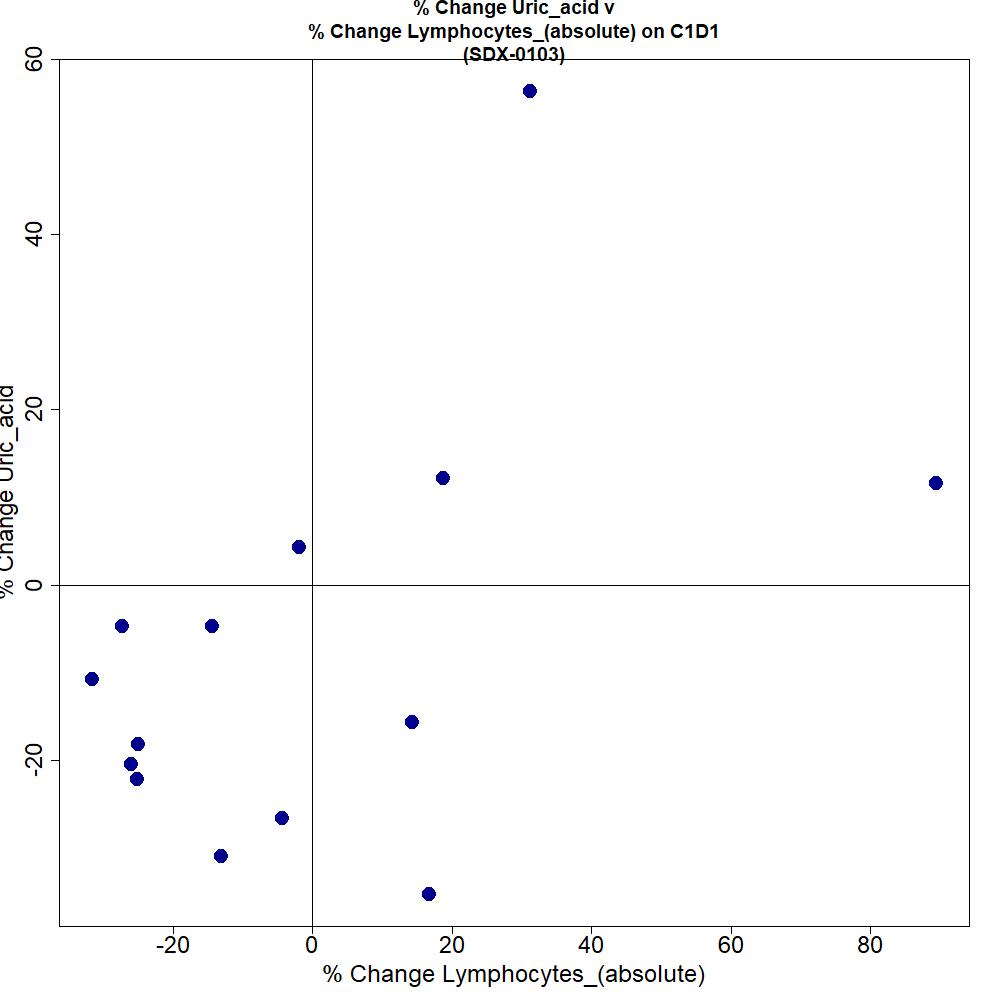 % Change Uric_acid v
% Change Lymphocytes_(absolute) on C1D1
(SDX-0103)
60
40
20
0
-20
% Change Uric_acid
-20 0 20 40 60 80
% Change Lymphocytes_(absolute)